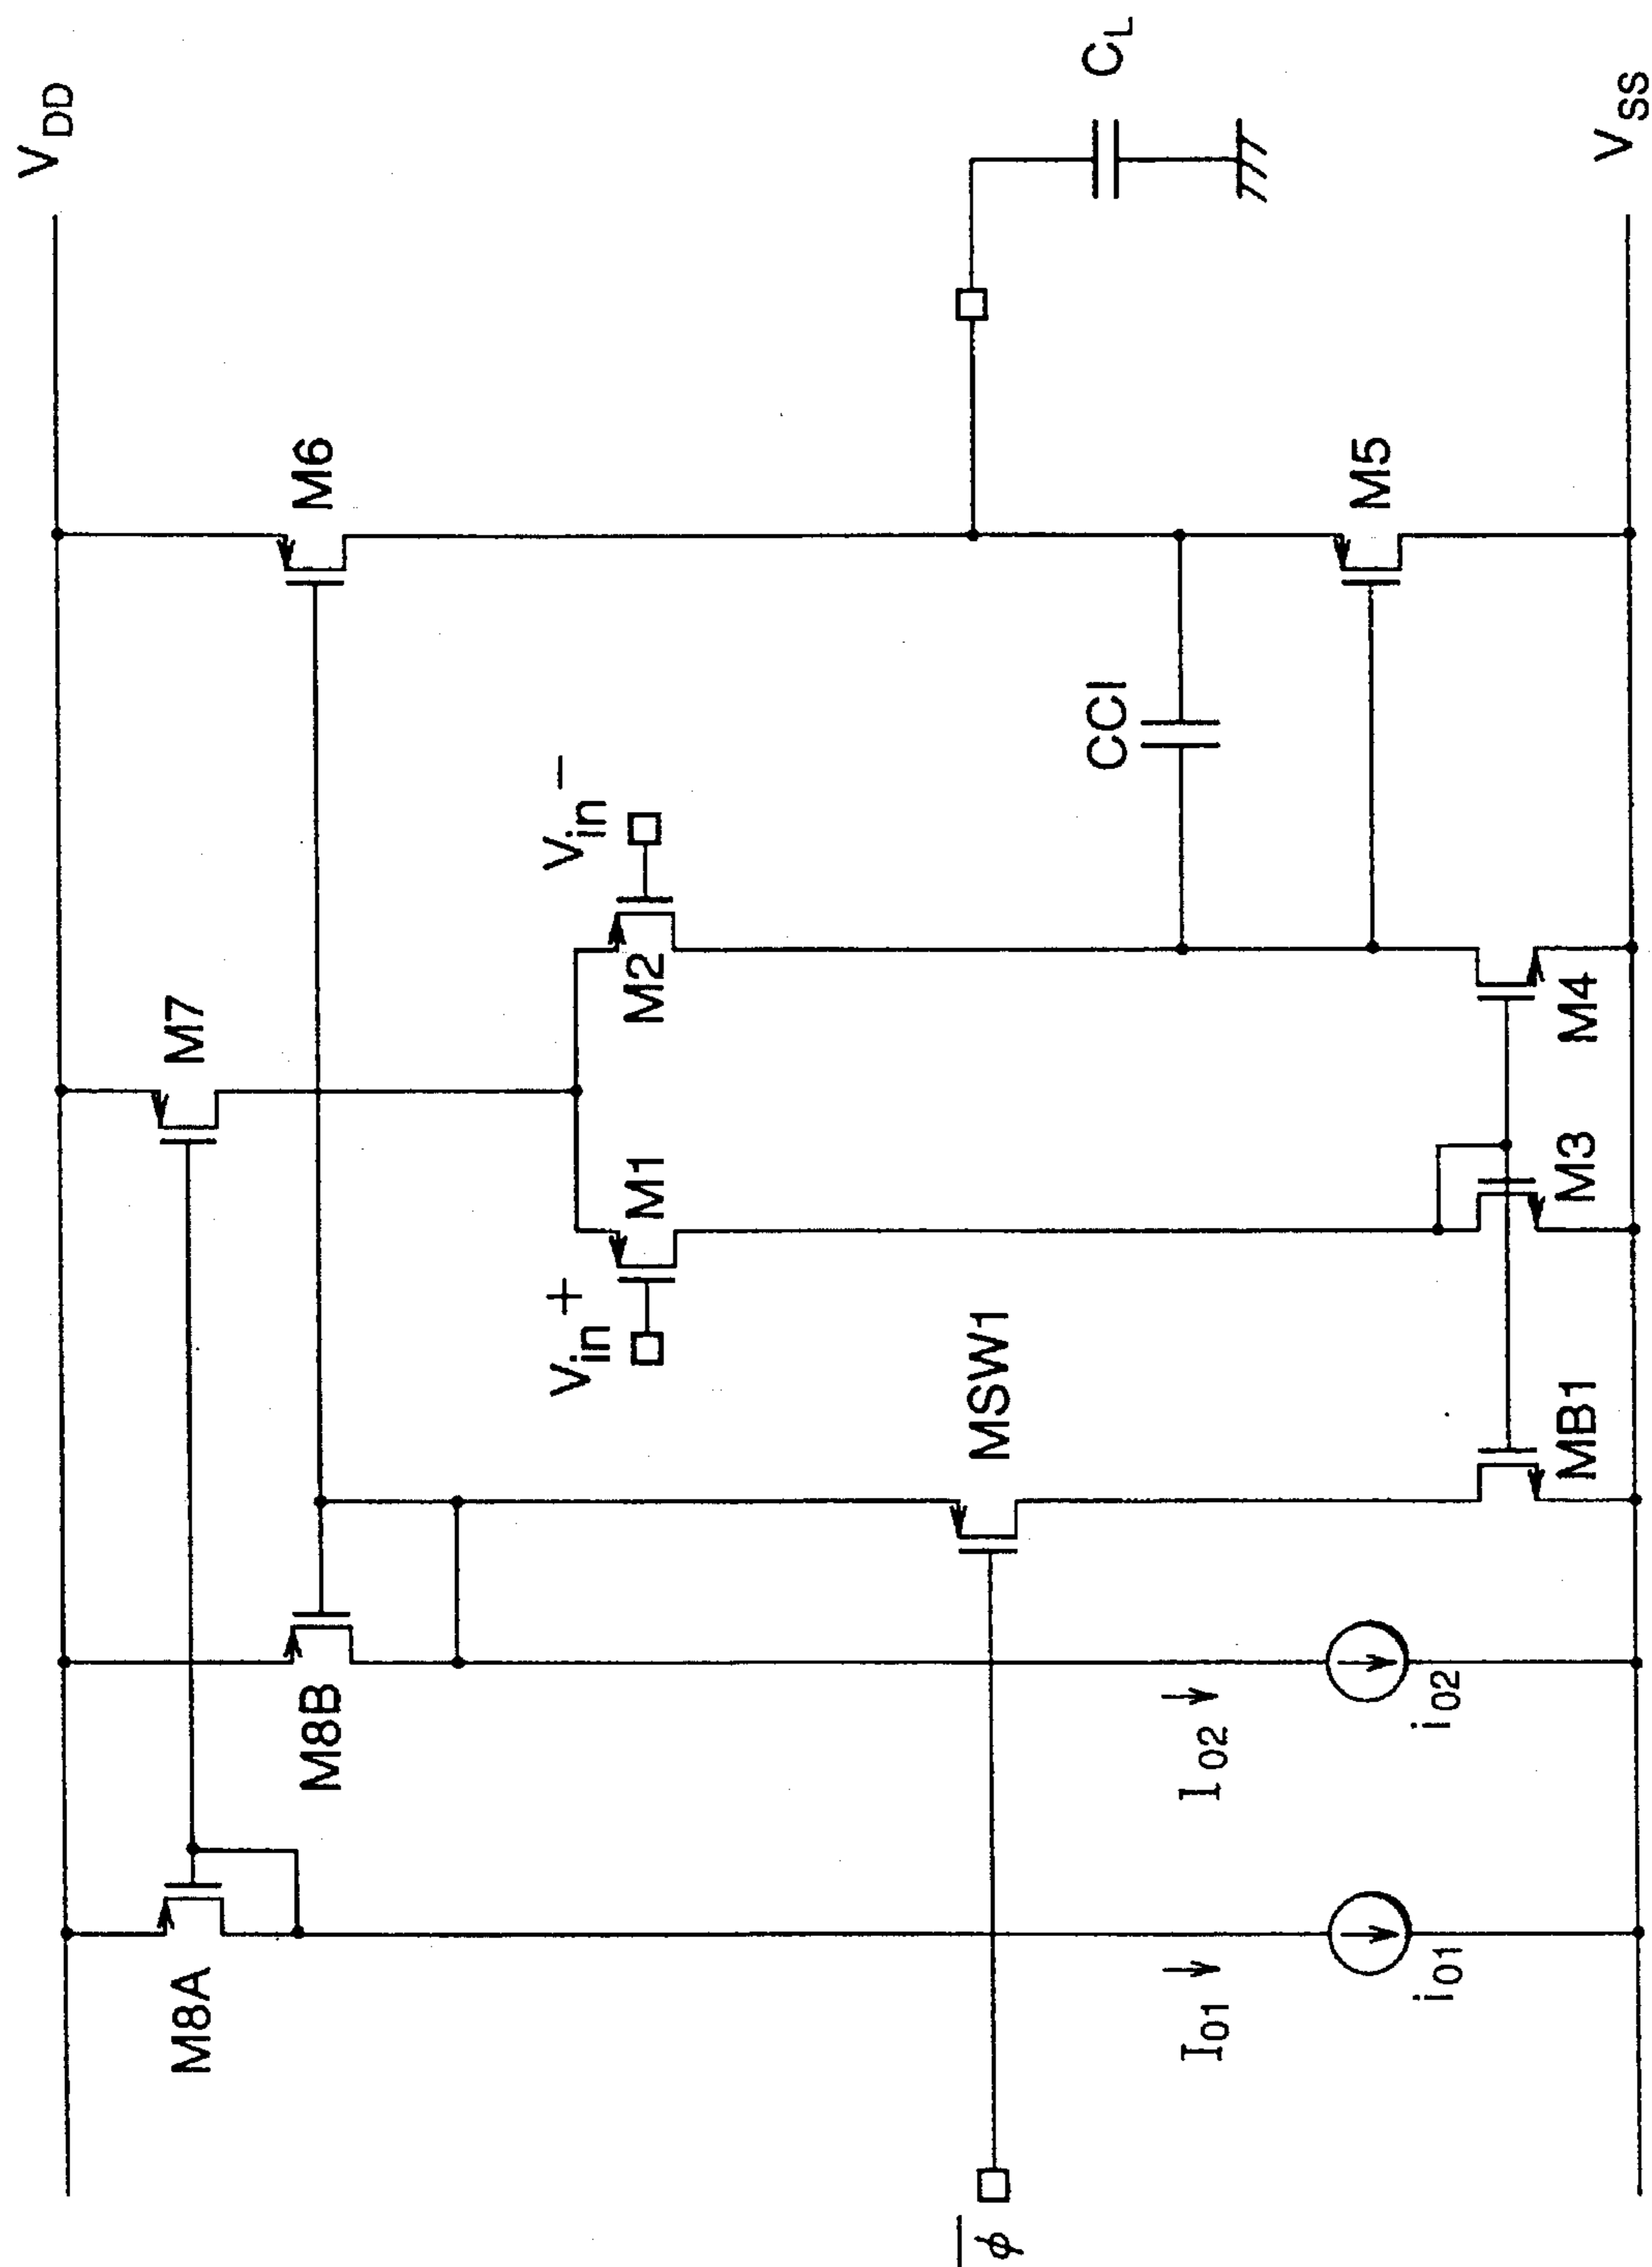 V_DD
M8A
M7
M8B
M6
V_in^+
M1
M2
V_in^-
C_L
MSW1
φ̅
CCI
I_01
I_02
i_01
i_02
MB1
M3
M4
M5
V_SS